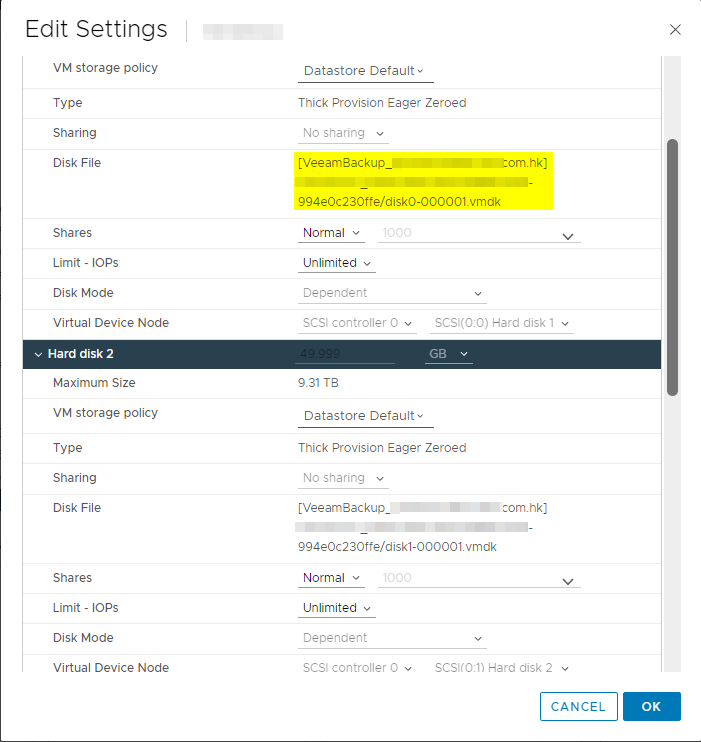 Edit Settings
VM storage policy Datastore Default
Type Thick Provision Eager Zeroed
Sharing No sharing
Disk File [VeeamBackup_ com.hk]
-
994e0c230ffe/disk0-000001.vmdk
Shares Normal 1000
Limit - IOPs Unlimited
Disk Mode Dependent
Virtual Device Node SCSI controller 0 SCSI(0:0) Hard disk 1
Hard disk 2 49.999 GB
Maximum Size 9.31 TB
VM storage policy Datastore Default
Type Thick Provision Eager Zeroed
Sharing No sharing
Disk File [VeeamBackup_ com.hk]
-
994e0c230ffe/disk1-000001.vmdk
Shares Normal 1000
Limit - IOPs Unlimited
Disk Mode Dependent
Virtual Device Node SCSI controller 0 SCSI(0:1) Hard disk 2
CANCEL OK